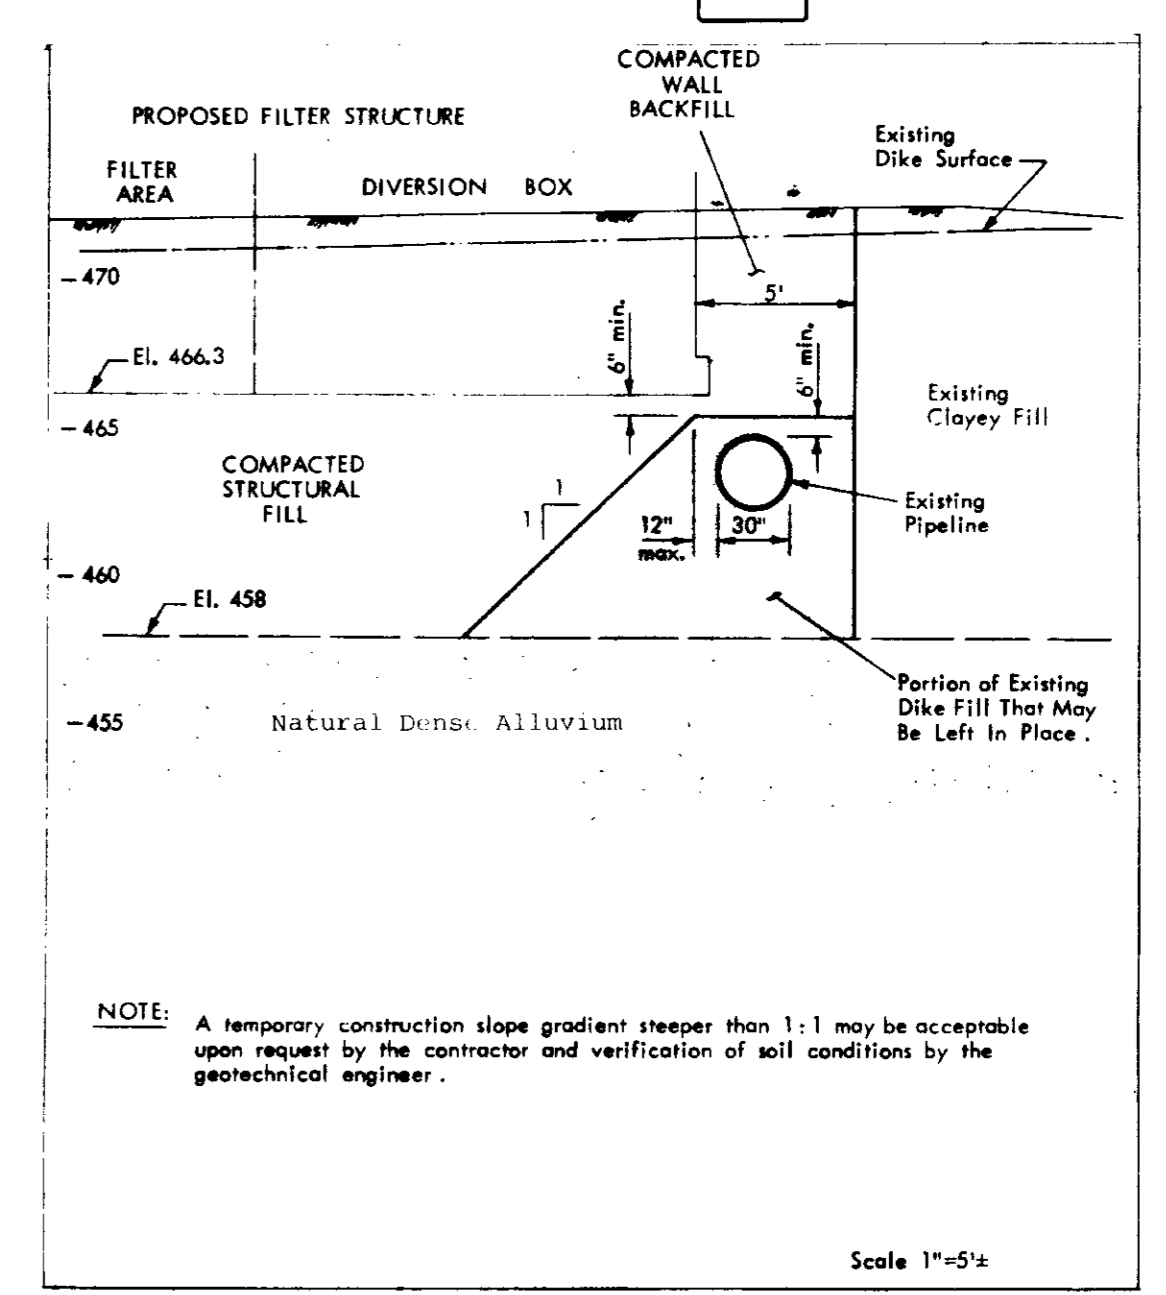 COMPACTED
WALL
BACKFILL
PROPOSED FILTER STRUCTURE
Existing
Dike Surface
FILTER
AREA
DIVERSION BOX
-470
5'
6" min.
6" min.
El. 466.3
Existing
Clayey Fill
-465
COMPACTED
STRUCTURAL
FILL
1
1
12"
max.
30"
Existing
Pipeline
-460
El. 458
Portion of Existing
Dike Fill That May
Be Left In Place.
-455
Natural Dense Alluvium
NOTE:
A temporary construction slope gradient steeper than 1:1 may be acceptable
upon request by the contractor and verification of soil conditions by the
geotechnical engineer.
Scale 1"=5'±